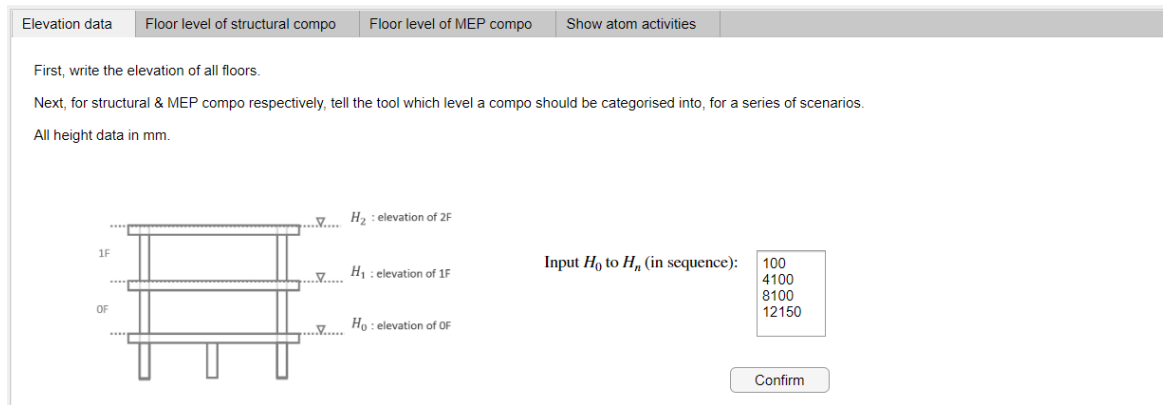 Elevation data Floor level of structural compo Floor level of MEP compo Show atom activities
First, write the elevation of all floors.
Next, for structural & MEP compo respectively, tell the tool which level a compo should be categorised into, for a series of scenarios.
All height data in mm.
H₂ : elevation of 2F
1F
Input H₀ to Hₙ (in sequence):
100
4100
8100
12150
H₁ : elevation of 1F
0F
H₀ : elevation of 0F
Confirm